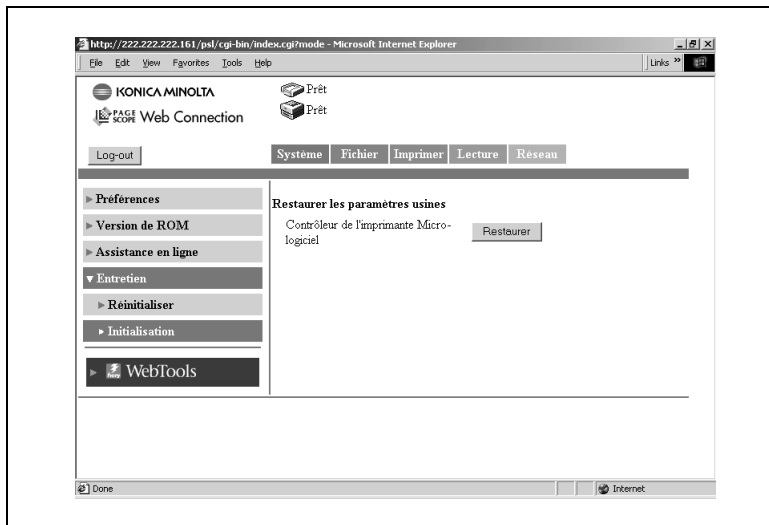 http://222.222.222.161/psl/cgi-bin/index.cgi?mode - Microsoft Internet Explorer
File Edit View Favorites Tools Help
Links »
KONICA MINOLTA
Prêt
PAGE SCOPE Web Connection
Prêt
Log-out
Système Fichier Imprimer Lecture Réseau
Préférences
Version de ROM
Assistance en ligne
Entretien
Réinitialiser
Initialisation
fiery WebTools
Restaurer les paramètres usines
Contrôleur de l'imprimante Micro-
logiciel
Restaurer
Done
Internet